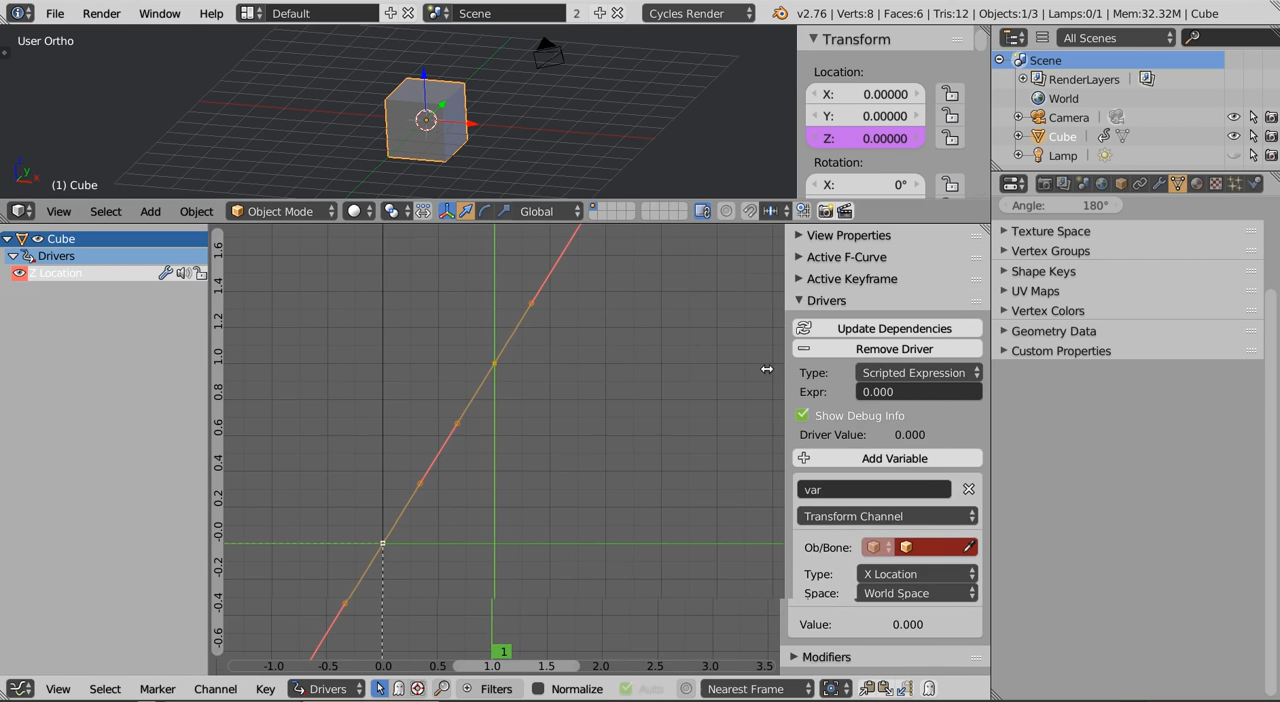 File Render Window Help Default Scene 2 Cycles Render v2.76 | Verts:8 | Faces:6 | Tris:12 | Objects:1/3 | Lamps:0/1 | Mem:32.32M | Cube
User Ortho
(1) Cube
z
y
x
Transform
Location:
X: 0.00000
Y: 0.00000
Z: 0.00000
Rotation:
X: 0°
All Scenes
Scene
RenderLayers
World
Camera
Cube
Lamp
View Select Add Object Object Mode Global
Angle: 180°
Texture Space
Vertex Groups
Shape Keys
UV Maps
Vertex Colors
Geometry Data
Custom Properties
Cube
Drivers
Z Location
1.6
1.4
1.2
1.0
0.8
0.6
0.4
0.2
-0.0
-0.2
-0.4
-0.6
-1.0 -0.5 0.0 0.5 1.0 1.5 2.0 2.5 3.0 3.5
1
View Properties
Active F-Curve
Active Keyframe
Drivers
Update Dependencies
Remove Driver
Type: Scripted Expression
Expr: 0.000
Show Debug Info
Driver Value: 0.000
Add Variable
var
Transform Channel
Ob/Bone:
Type: X Location
Space: World Space
Value: 0.000
Modifiers
View Select Marker Channel Key Drivers Filters Normalize Auto Nearest Frame